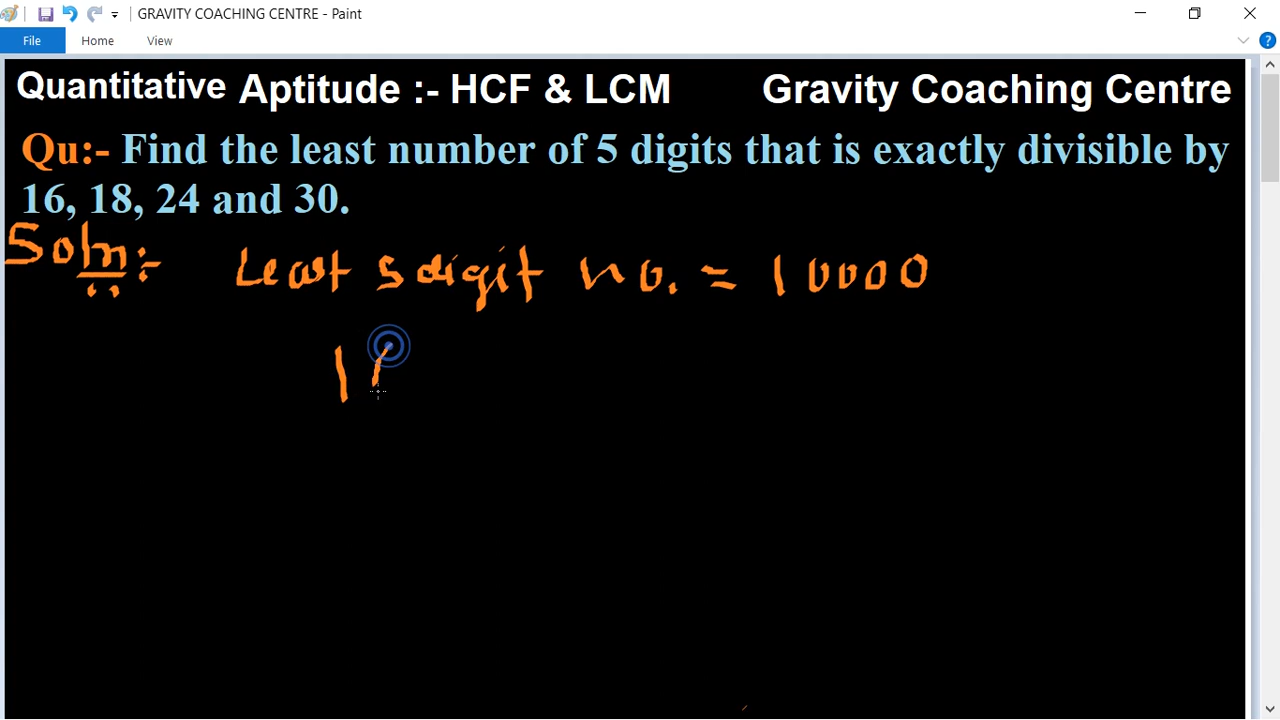 GRAVITY COACHING CENTRE - Paint
File Home View
Quantitative Aptitude :- HCF & LCM Gravity Coaching Centre
Qu:- Find the least number of 5 digits that is exactly divisible by
16, 18, 24 and 30.
Soln:- Least 5 digit no. = 10000